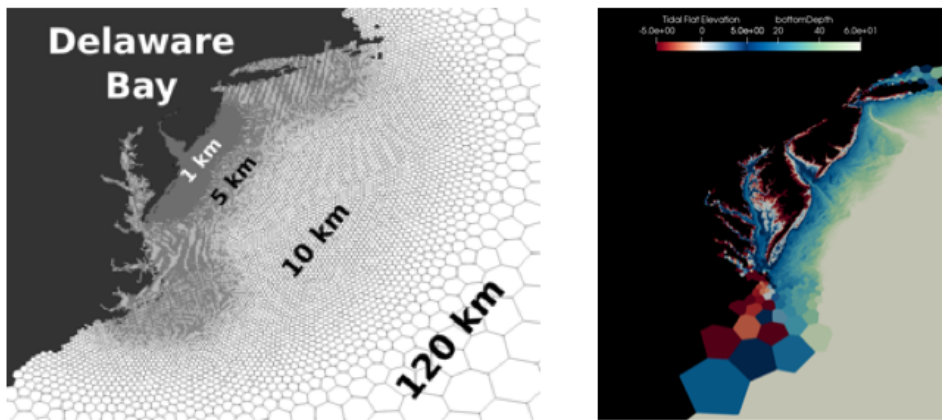 Delaware
Bay
1 km
5 km
10 km
120 km
Tidal Flat Elevation
-5.0e+00 0 5.0e+00
bottomDepth
20 40 6.0e+01